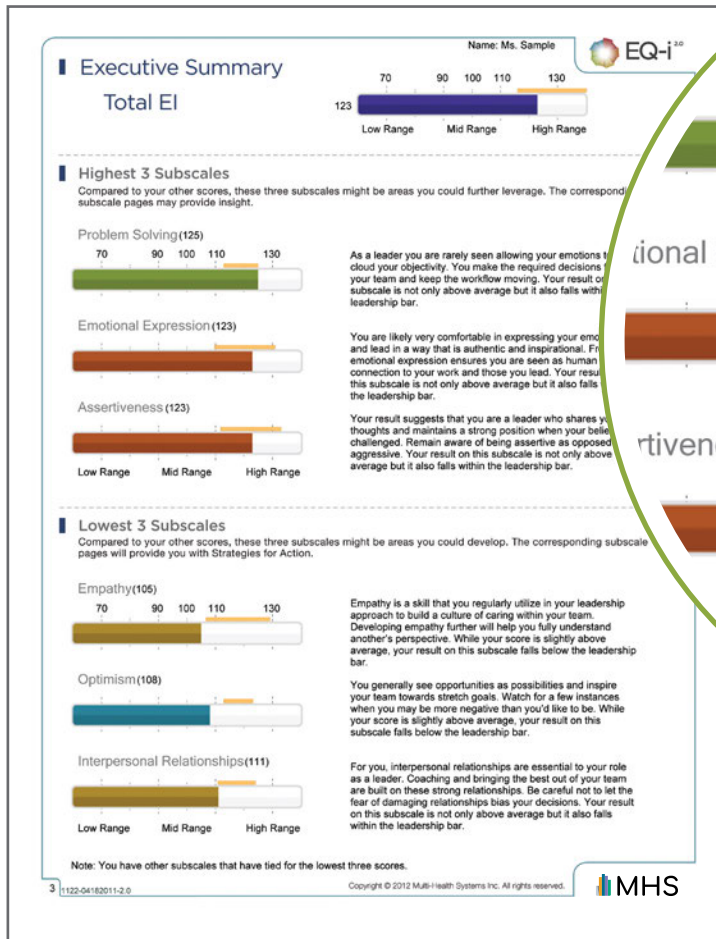 Name: Ms. Sample
EQ-i 2.0
Executive Summary
Total EI
70 90 100 110 130
123
Low Range Mid Range High Range
Highest 3 Subscales
Compared to your other scores, these three subscales might be areas you could further leverage. The
subscale pages may provide insight.
Problem Solving(125)
70 90 100 110 130
As a leader you are rarely seen allowing your emotions
cloud your objectivity. You make the required decisions
your team and keep the workflow moving. Your result on
subscale is not only above average but it also falls
leadership bar.
Emotional Expression(123)
You are likely very comfortable in expressing your
and lead in a way that is authentic and inspirational.
emotional expression ensures you are seen as human
connection to your work and those you lead. Your
this subscale is not only above average but it also falls
the leadership bar.
Assertiveness(123)
Your result suggests that you are a leader who shares
thoughts and maintains a strong position when your
challenged. Remain aware of being assertive as opposed
aggressive. Your result on this subscale is not only above
average but it also falls within the leadership bar.
Low Range Mid Range High Range
tional
rtiven
Lowest 3 Subscales
Compared to your other scores, these three subscales might be areas you could develop. The corresponding subscale
pages will provide you with Strategies for Action.
Empathy(105)
70 90 100 110 130
Empathy is a skill that you regularly utilize in your leadership
approach to build a culture of caring within your team.
Developing empathy further will help you fully understand
another's perspective. While your score is slightly above
average, your result on this subscale falls below the leadership
bar.
Optimism(108)
You generally see opportunities as possibilities and inspire
your team towards stretch goals. Watch for a few instances
when you may be more negative than you'd like to be. While
your score is slightly above average, your result on this
subscale falls below the leadership bar.
Interpersonal Relationships(111)
For you, interpersonal relationships are essential to your role
as a leader. Coaching and bringing the best out of your team
are built on these strong relationships. Be careful not to let the
fear of damaging relationships bias your decisions. Your result
on this subscale is not only above average but it also falls
within the leadership bar.
Low Range Mid Range High Range
Note: You have other subscales that have tied for the lowest three scores.
3 1122-04182011-2.0
Copyright © 2012 Multi-Health Systems Inc. All rights reserved.
MHS